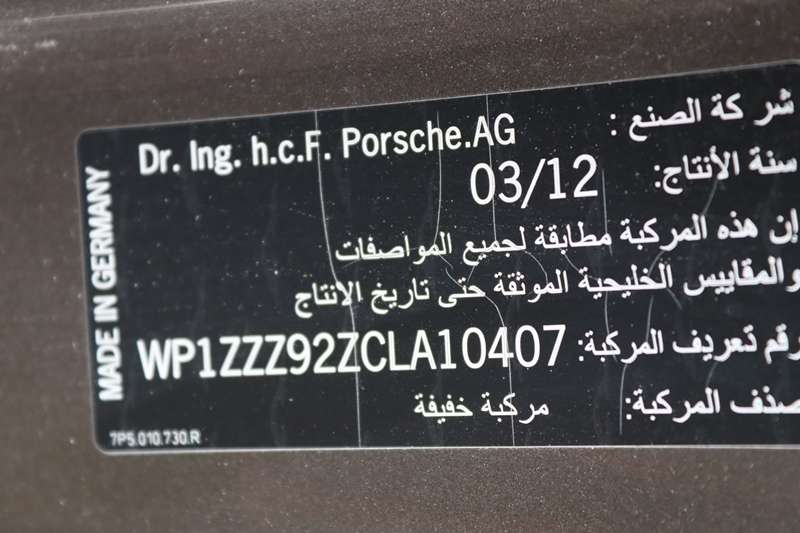 شركة الصنع : Dr. Ing. h.c.F. Porsche.AG
سنة الأنتاج: 03/12
إن هذه المركبة مطابقة لجميع المواصفات
والمقاييس الخليحية الموثقة حتى تاريخ الانتاج
رقم تعريف المركبة: WP1ZZZ92ZCLA10407
صنف المركبة: مركبة خفيفة
MADE IN GERMANY
7P5.010.730.R